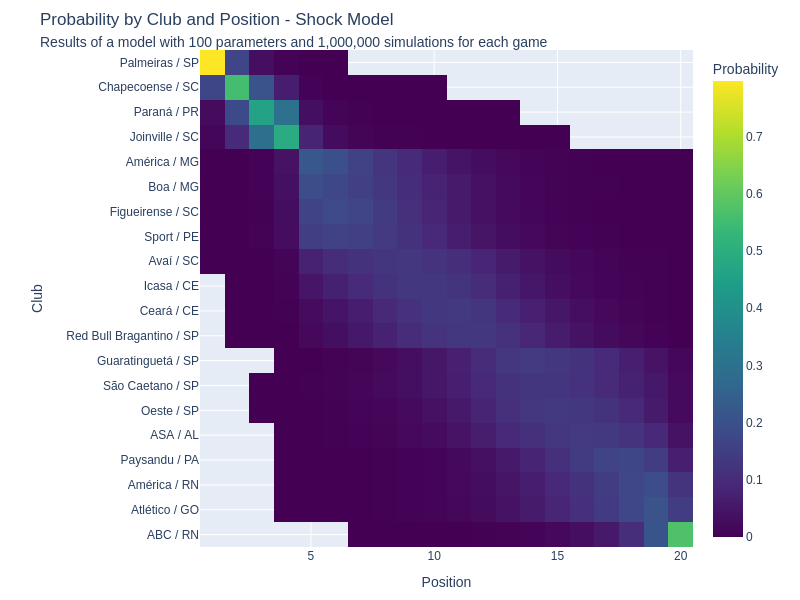 Probability by Club and Position - Shock Model
Results of a model with 100 parameters and 1,000,000 simulations for each game
Palmeiras / SP
Chapecoense / SC
Paraná / PR
Joinville / SC
América / MG
Boa / MG
Figueirense / SC
Sport / PE
Avaí / SC
Icasa / CE
Ceará / CE
Red Bull Bragantino / SP
Guaratinguetá / SP
São Caetano / SP
Oeste / SP
ASA / AL
Paysandu / PA
América / RN
Atlético / GO
ABC / RN
Club
5
10
15
20
Position
Probability
0.7
0.6
0.5
0.4
0.3
0.2
0.1
0